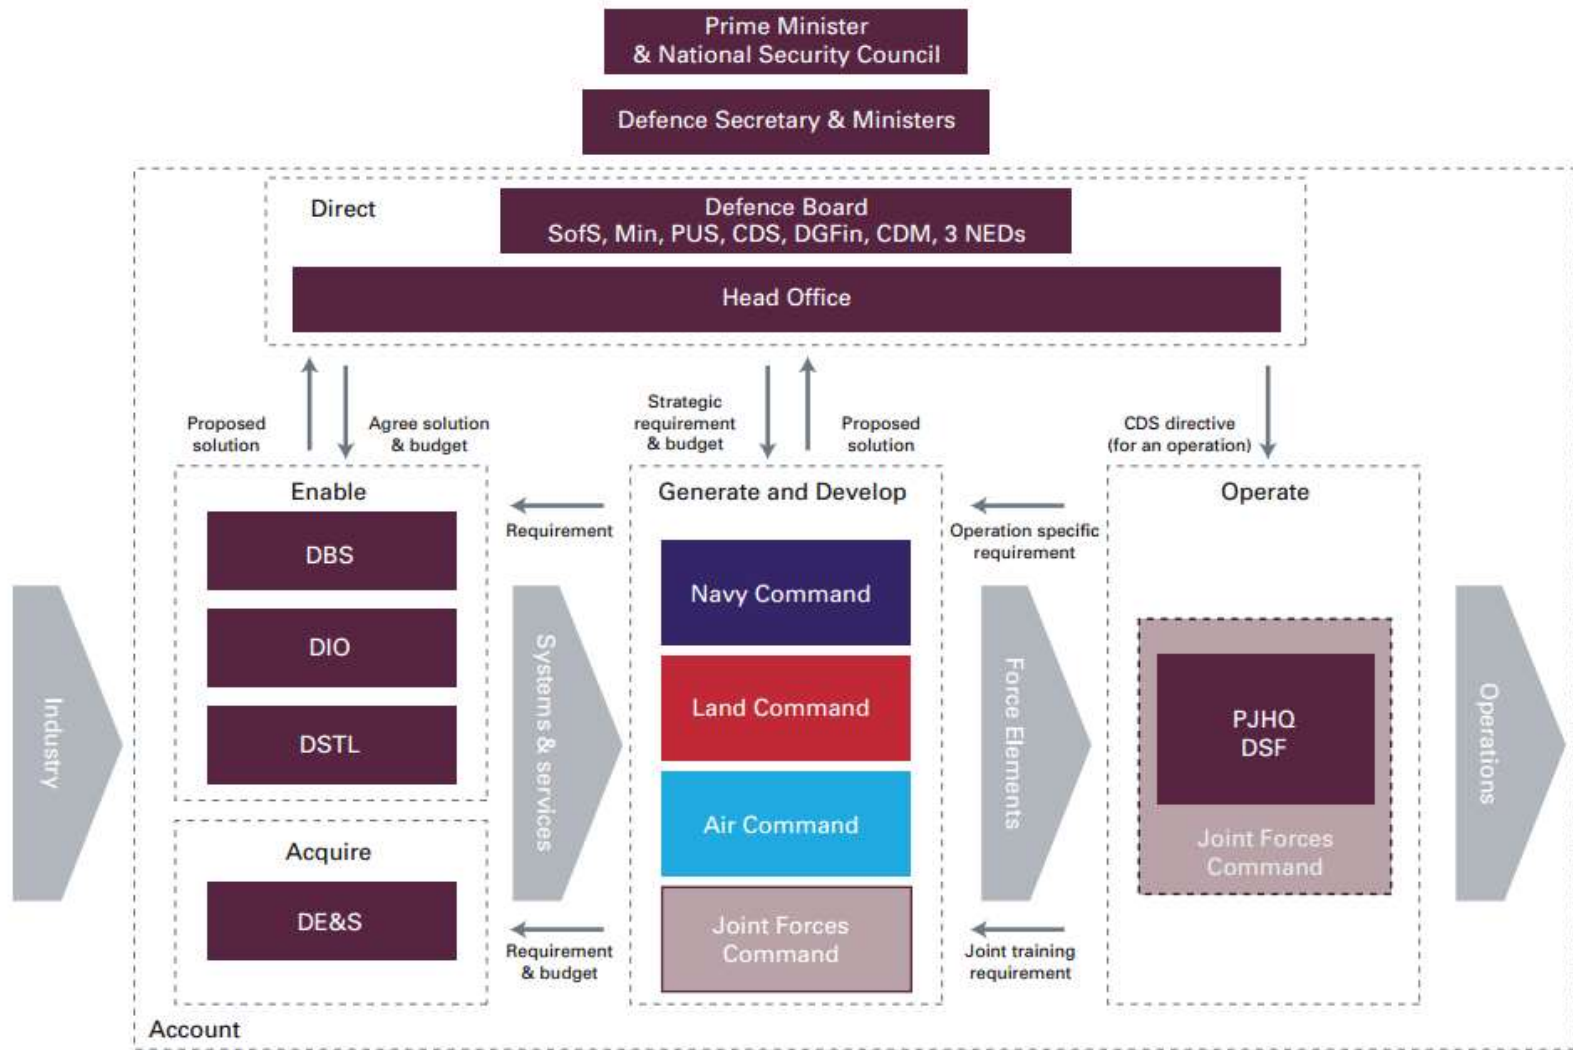 Prime Minister
& National Security Council
Defence Secretary & Ministers
Direct
Defence Board
SofS, Min, PUS, CDS, DGFin, CDM, 3 NEDs
Head Office
Proposed
solution
Agree solution
& budget
Strategic
requirement
& budget
Proposed
solution
CDS directive
(for an operation)
Enable
DBS
DIO
DSTL
Acquire
DE&S
Requirement
Requirement
& budget
Generate and Develop
Navy Command
Land Command
Air Command
Joint Forces
Command
Operation specific
requirement
Joint training
requirement
Operate
PJHQ
DSF
Joint Forces
Command
Industry
Systems & services
Force Elements
Operations
Account